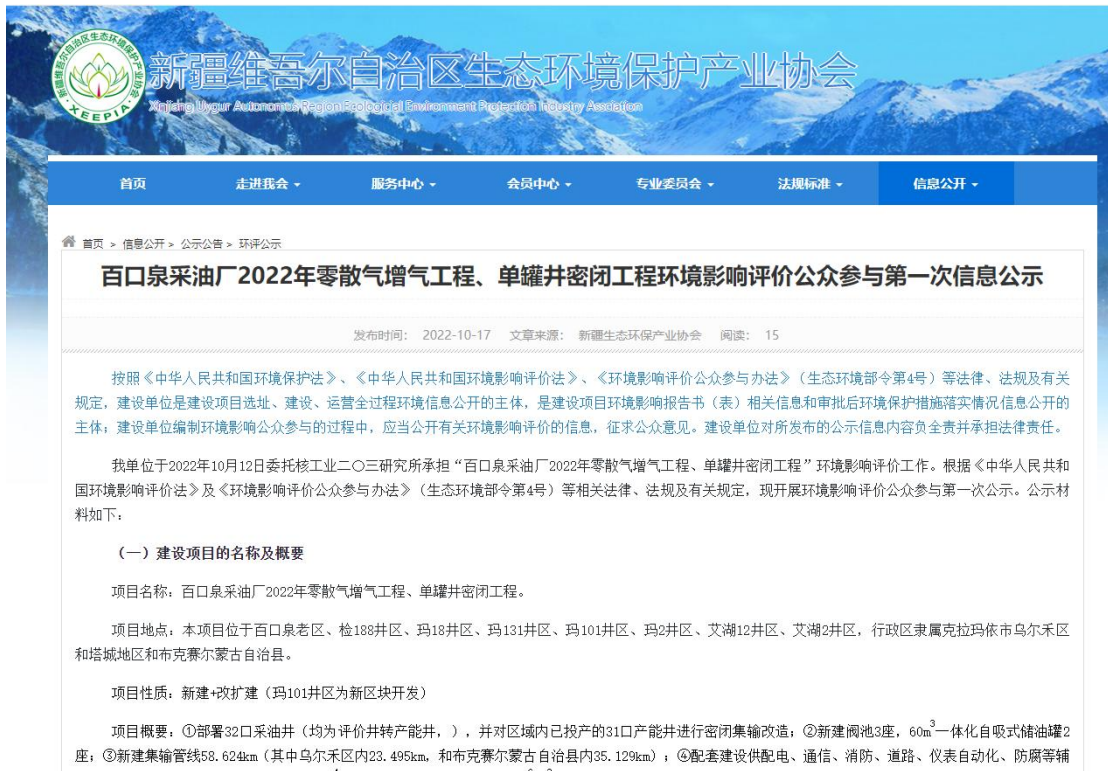 新疆维吾尔自治区生态环境保护产业协会
XEEPIA
首页 走进我会 服务中心 会员中心 专业委员会 法规标准 信息公开
首页 > 信息公开 > 公示公告 > 环评公示
百口泉采油厂2022年零散气增气工程、单罐井密闭工程环境影响评价公众参与第一次信息公示
发布时间： 2022-10-17 文章来源： 新疆生态环保产业协会 阅读： 15
按照《中华人民共和国环境保护法》、《中华人民共和国环境影响评价法》、《环境影响评价公众参与办法》（生态环境部令第4号）等法律、法规及有关
规定，建设单位是建设项目选址、建设、运营全过程环境信息公开的主体，是建设项目环境影响报告书（表）相关信息和审批后环境保护措施落实情况信息公开的
主体；建设单位编制环境影响公众参与的过程中，应当公开有关环境影响评价的信息，征求公众意见。建设单位对所发布的公示信息内容负全责并承担法律责任。
我单位于2022年10月12日委托核工业二〇三研究所承担“百口泉采油厂2022年零散气增气工程、单罐井密闭工程”环境影响评价工作。根据《中华人民共和
国环境影响评价法》及《环境影响评价公众参与办法》（生态环境部令第4号）等相关法律、法规及有关规定，现开展环境影响评价公众参与第一次公示。公示材
料如下：
（一）建设项目的名称及概要
项目名称：百口泉采油厂2022年零散气增气工程、单罐井密闭工程。
项目地点：本项目位于百口泉老区、检188井区、玛18井区、玛131井区、玛101井区、玛2井区、艾湖12井区、艾湖2井区，行政区隶属克拉玛依市乌尔禾区
和塔城地区和布克赛尔蒙古自治县。
项目性质：新建+改扩建（玛101井区为新区块开发）
项目概要：①部署32口采油井（均为评价井转产能井，），并对区域内已投产的31口产能井进行密闭集输改造；②新建阀池3座，60m³一体化自吸式储油罐2
座；③新建集输管线58.624km（其中乌尔禾区内23.495km，和布克赛尔蒙古自治县内35.129km）；④配套建设供配电、通信、消防、道路、仪表自动化、防腐等辅